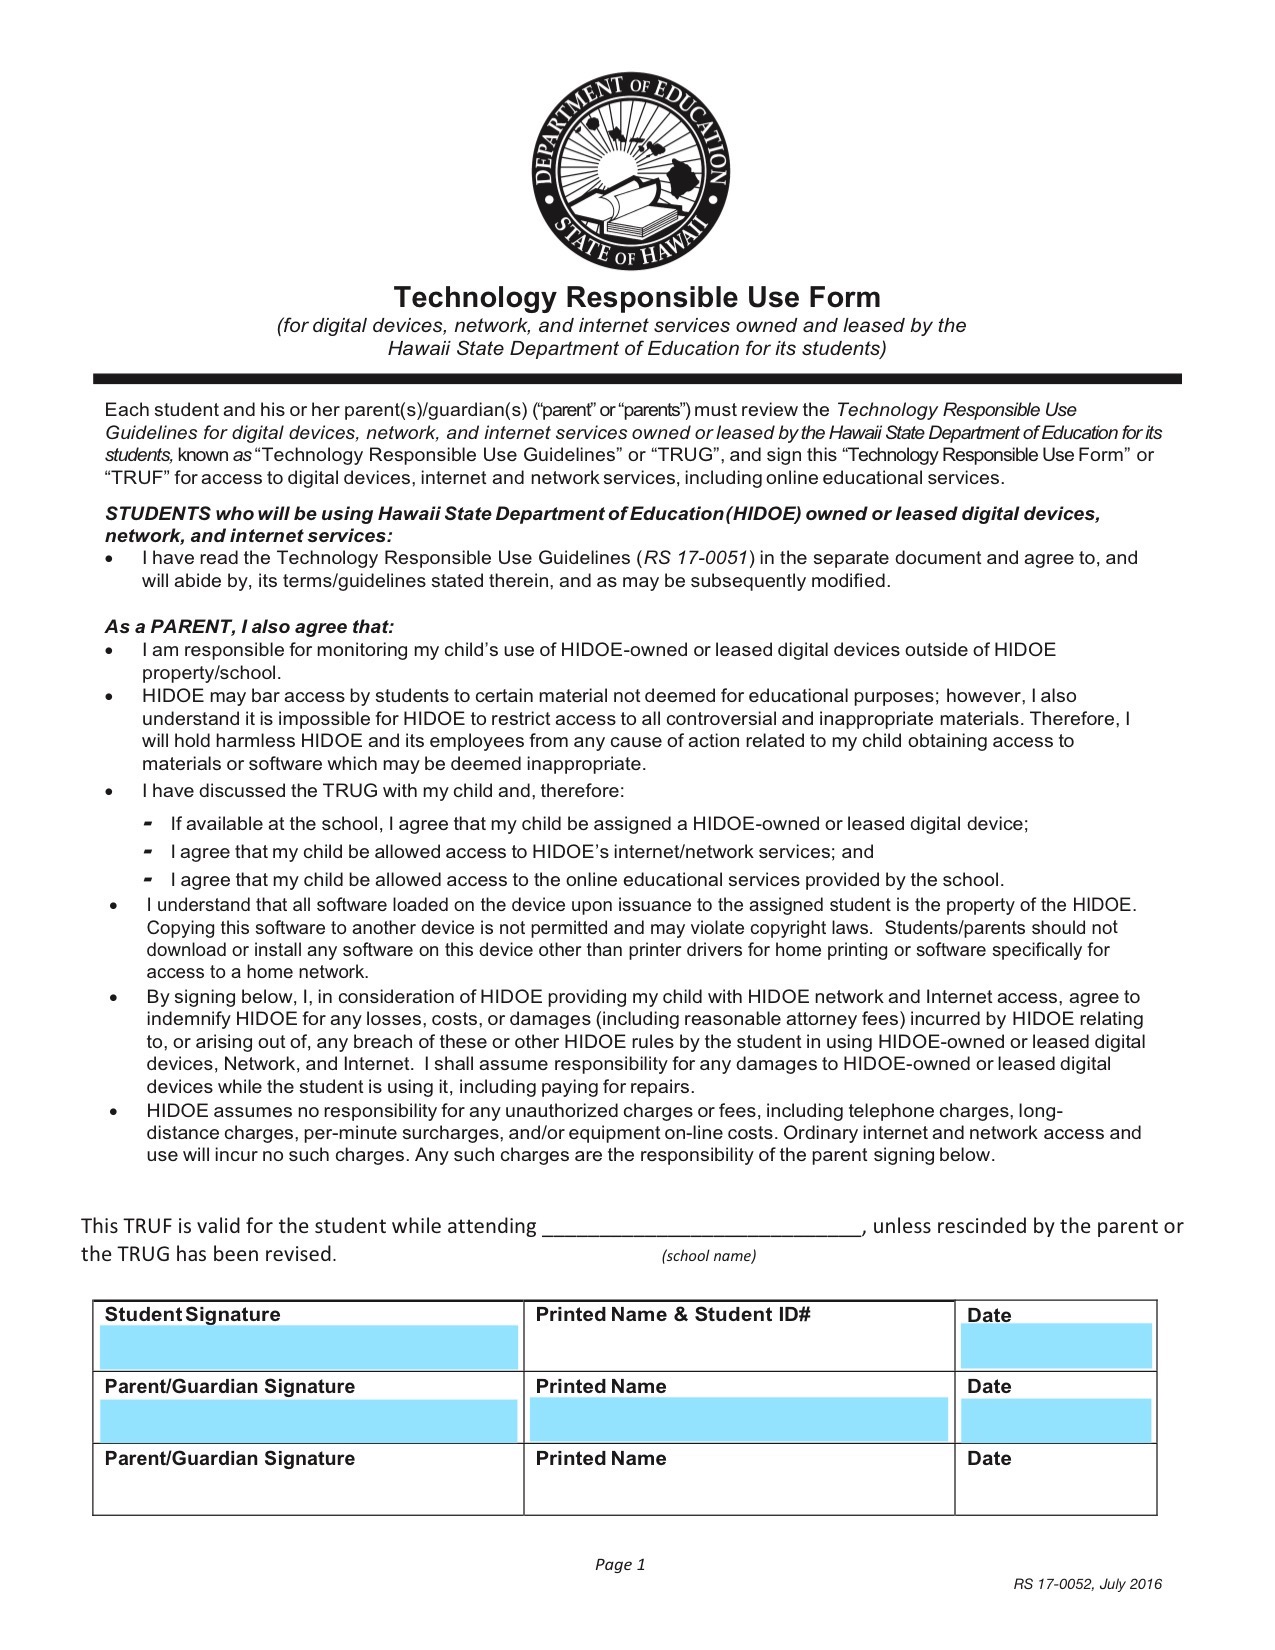 DEPARTMENT OF EDUCATION
STATE OF HAWAII
Technology Responsible Use Form
(for digital devices, network, and internet services owned and leased by the
Hawaii State Department of Education for its students)
Each student and his or her parent(s)/guardian(s) (“parent” or “parents”) must review the Technology Responsible Use
Guidelines for digital devices, network, and internet services owned or leased by the Hawaii State Department of Education for its
students, known as “Technology Responsible Use Guidelines” or “TRUG”, and sign this “Technology Responsible Use Form” or
“TRUF” for access to digital devices, internet and network services, including online educational services.
STUDENTS who will be using Hawaii State Department of Education (HIDOE) owned or leased digital devices,
network, and internet services:
• I have read the Technology Responsible Use Guidelines (RS 17-0051) in the separate document and agree to, and
will abide by, its terms/guidelines stated therein, and as may be subsequently modified.
As a PARENT, I also agree that:
• I am responsible for monitoring my child’s use of HIDOE-owned or leased digital devices outside of HIDOE
property/school.
• HIDOE may bar access by students to certain material not deemed for educational purposes; however, I also
understand it is impossible for HIDOE to restrict access to all controversial and inappropriate materials. Therefore, I
will hold harmless HIDOE and its employees from any cause of action related to my child obtaining access to
materials or software which may be deemed inappropriate.
• I have discussed the TRUG with my child and, therefore:
- If available at the school, I agree that my child be assigned a HIDOE-owned or leased digital device;
- I agree that my child be allowed access to HIDOE’s internet/network services; and
- I agree that my child be allowed access to the online educational services provided by the school.
• I understand that all software loaded on the device upon issuance to the assigned student is the property of the HIDOE.
Copying this software to another device is not permitted and may violate copyright laws. Students/parents should not
download or install any software on this device other than printer drivers for home printing or software specifically for
access to a home network.
• By signing below, I, in consideration of HIDOE providing my child with HIDOE network and Internet access, agree to
indemnify HIDOE for any losses, costs, or damages (including reasonable attorney fees) incurred by HIDOE relating
to, or arising out of, any breach of these or other HIDOE rules by the student in using HIDOE-owned or leased digital
devices, Network, and Internet. I shall assume responsibility for any damages to HIDOE-owned or leased digital
devices while the student is using it, including paying for repairs.
• HIDOE assumes no responsibility for any unauthorized charges or fees, including telephone charges, long-
distance charges, per-minute surcharges, and/or equipment on-line costs. Ordinary internet and network access and
use will incur no such charges. Any such charges are the responsibility of the parent signing below.
This TRUF is valid for the student while attending ____________________________, unless rescinded by the parent or
the TRUG has been revised. (school name)
Student Signature Printed Name & Student ID# Date
Parent/Guardian Signature Printed Name Date
Parent/Guardian Signature Printed Name Date
Page 1
RS 17-0052, July 2016